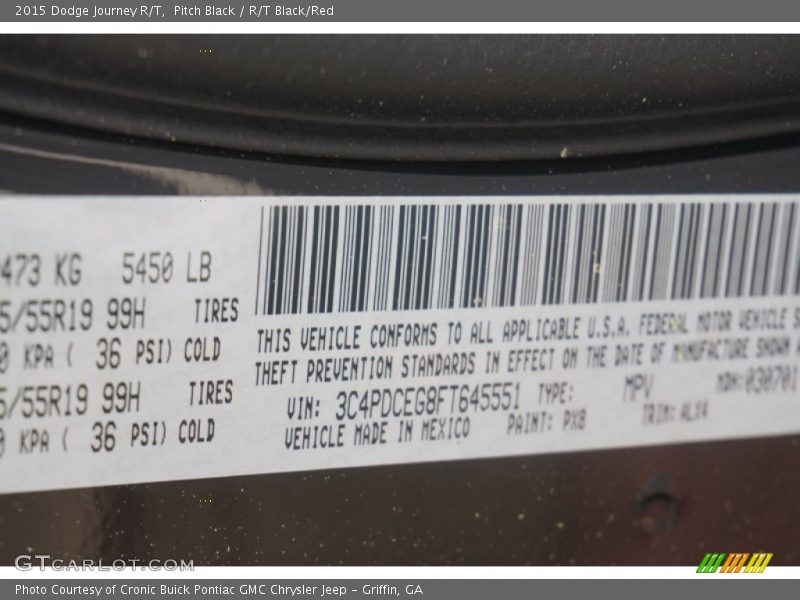 2015 Dodge Journey R/T, Pitch Black / R/T Black/Red
473 KG 5450 LB
5/55R19 99H TIRES
0 KPA ( 36 PSI) COLD
5/55R19 99H TIRES
0 KPA ( 36 PSI) COLD
THIS VEHICLE CONFORMS TO ALL APPLICABLE U.S.A. FEDERAL MOTOR VEHICLE S
THEFT PREVENTION STANDARDS IN EFFECT ON THE DATE OF MANUFACTURE SHOWN
VIN: 3C4PDCEG8FT645551 TYPE: MPV MDH:030701
VEHICLE MADE IN MEXICO PAINT: PX8 TRIM:
GTCARLOT.COM
Photo Courtesy of Cronic Buick Pontiac GMC Chrysler Jeep – Griffin, GA